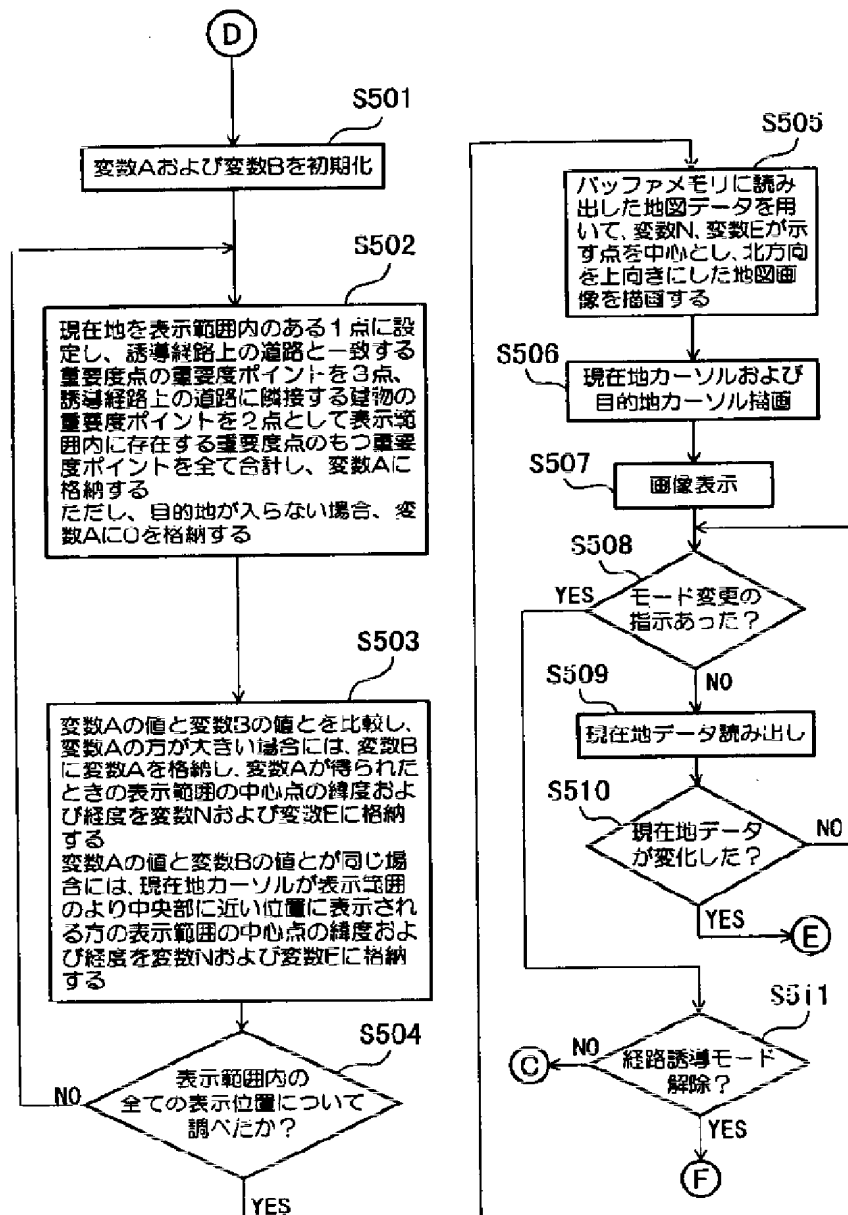 D
S501
変数Aおよび変数Bを初期化
S502
現在地を表示範囲内のある1点に設
定し、誘導経路上の道路と一致する
重要度点の重要度ポイントを3点、
誘導経路上の道路に隣接する建物の
重要度ポイントを2点として表示範
囲内に存在する重要度点のもつ重要
度ポイントを全て合計し、変数Aに
格納する
ただし、目的地が入らない場合、変
数Aに0を格納する
S503
変数Aの値と変数Bの値とを比較し、
変数Aの方が大きい場合には、変数B
に変数Aを格納し、変数Aが得られた
ときの表示範囲の中心点の緯度およ
び経度を変数Nおよび変数Eに格納
する
変数Aの値と変数Bの値とが同じ場
合には、現在地カーソルが表示範囲
のより中央部に近い位置に表示され
る方の表示範囲の中心点の緯度およ
び経度を変数Nおよび変数Eに格納
する
S504
表示範囲内の
全ての表示位置について
調べたか？
NO
YES
S505
バッファメモリに読み
出した地図データを用
いて、変数N、変数Eが示
す点を中心とし、北方向
を上向きにした地図画
像を描画する
S506
現在地カーソルおよび
目的地カーソル描画
S507
画像表示
S508
モード変更の
指示あった？
YES
NO
S509
現在地データ読み出し
S510
現在地データ
が変化した？
NO
YES
E
S511
経路誘導モード
解除？
NO
C
YES
F